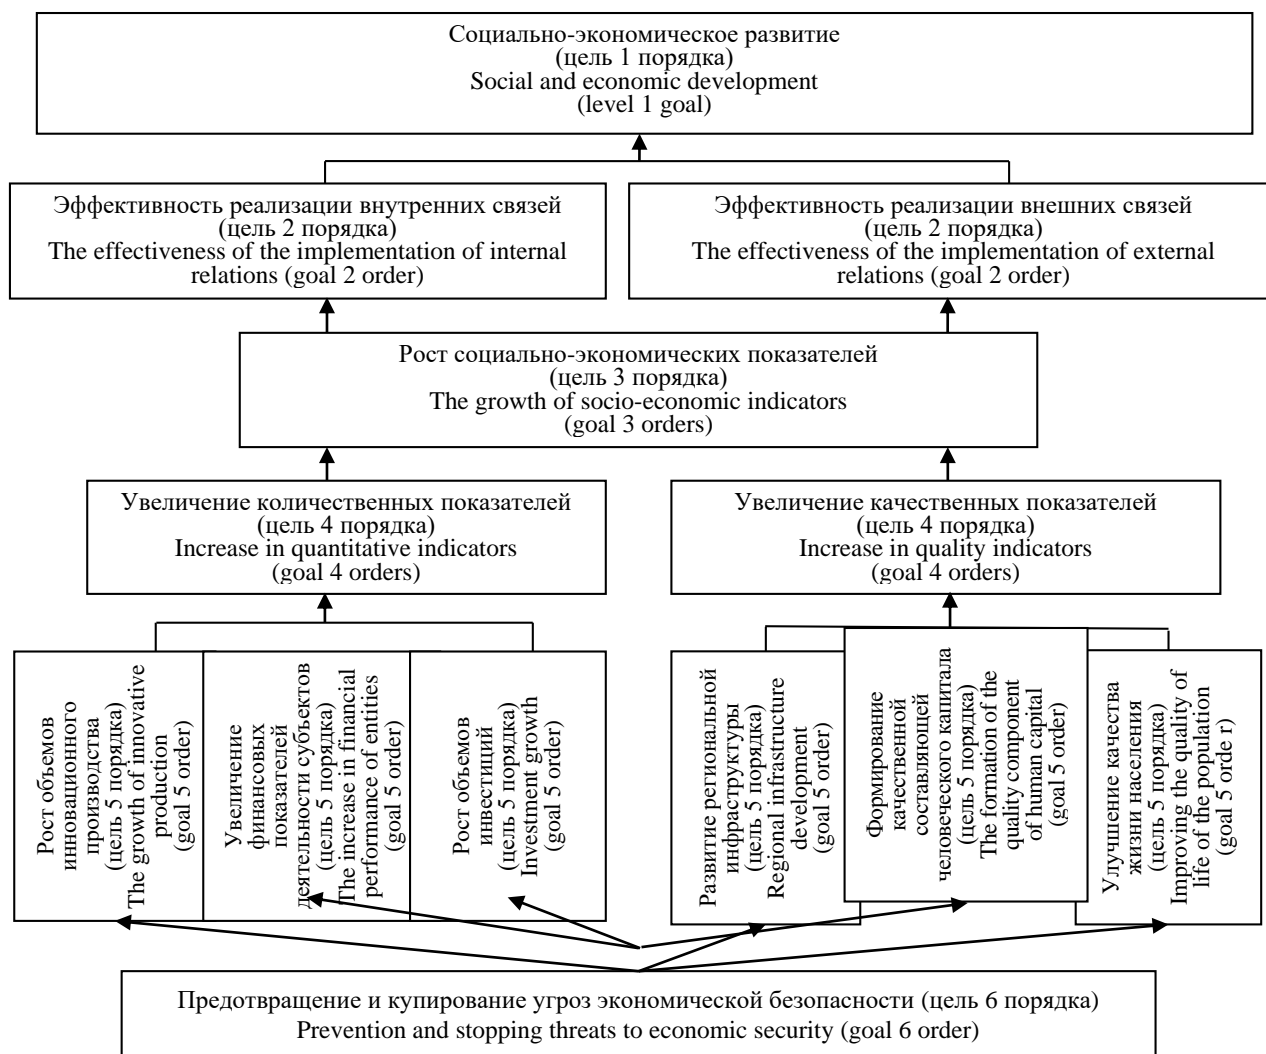 Социально-экономическое развитие
(цель 1 порядка)
Social and economic development
(level 1 goal)
Эффективность реализации внутренних связей
(цель 2 порядка)
The effectiveness of the implementation of internal
relations (goal 2 order)
Эффективность реализации внешних связей
(цель 2 порядка)
The effectiveness of the implementation of external
relations (goal 2 order)
Рост социально-экономических показателей
(цель 3 порядка)
The growth of socio-economic indicators
(goal 3 orders)
Увеличение количественных показателей
(цель 4 порядка)
Increase in quantitative indicators
(goal 4 orders)
Увеличение качественных показателей
(цель 4 порядка)
Increase in quality indicators
(goal 4 orders)
Рост объемов
инновационного
производства
(цель 5 порядка)
The growth of innovative
production
(goal 5 order)
Увеличение
финансовых
показателей
деятельности субъектов
(цель 5 порядка)
The increase in financial
performance of entities
(goal 5 order)
Рост объемов
инвестиций
(цель 5 порядка)
Investment growth
(goal 5 order)
Развитие региональной
инфраструктуры
(цель 5 порядка)
Regional infrastructure
development
(goal 5 order)
Формирование
качественной
составляющей
человеческого капитала
(цель 5 порядка)
The formation of the
quality component
of human capital
(goal 5 order)
Улучшение качества
жизни населения
(цель 5 порядка)
Improving the quality of
life of the population
(goal 5 orde r)
Предотвращение и купирование угроз экономической безопасности (цель 6 порядка)
Prevention and stopping threats to economic security (goal 6 order)